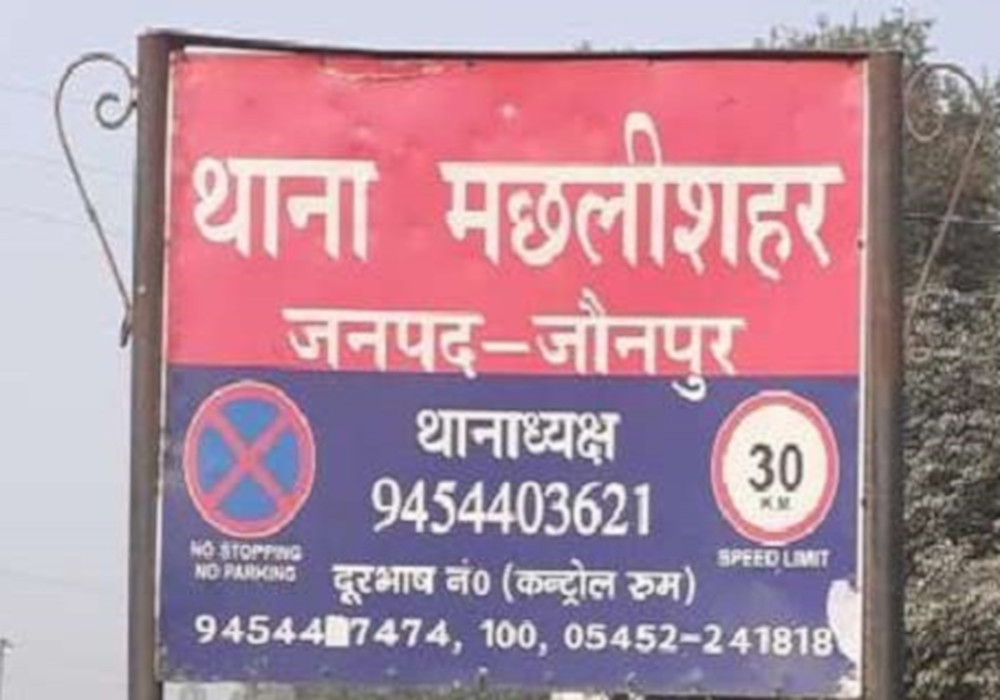 थाना मछलीशहर
जनपद-जौनपुर
थानाध्यक्ष
9454403621
30
K.M.
NO STOPPING
NO PARKING
SPEED LIMIT
दूरभाष नं0 (कन्ट्रोल रुम)
100, 05452-241818